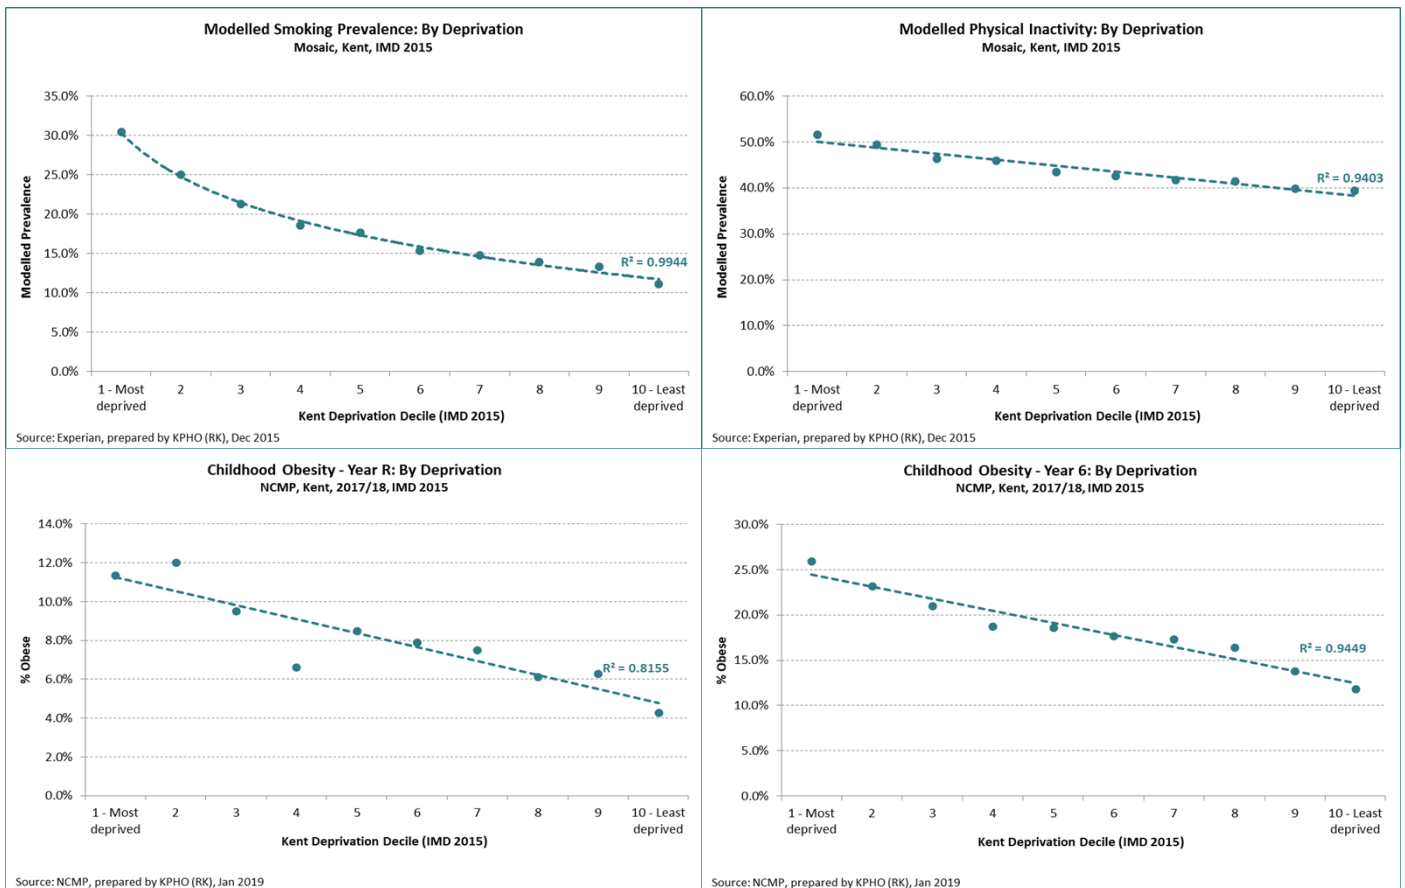 Modelled Smoking Prevalence: By Deprivation
Mosaic, Kent, IMD 2015
35.0%
30.0%
25.0%
20.0%
15.0%
10.0%
5.0%
0.0%
Modelled Prevalence
R² = 0.9944
1 - Most deprived
2
3
4
5
6
7
8
9
10 - Least deprived
Kent Deprivation Decile (IMD 2015)
Source: Experian, prepared by KPHO (RK), Dec 2015
Modelled Physical Inactivity: By Deprivation
Mosaic, Kent, IMD 2015
60.0%
50.0%
40.0%
30.0%
20.0%
10.0%
0.0%
Modelled Prevalence
R² = 0.9403
1 - Most deprived
2
3
4
5
6
7
8
9
10 - Least deprived
Kent Deprivation Decile (IMD 2015)
Source: Experian, prepared by KPHO (RK), Dec 2015
Childhood Obesity - Year R: By Deprivation
NCMP, Kent, 2017/18, IMD 2015
14.0%
12.0%
10.0%
8.0%
6.0%
4.0%
2.0%
0.0%
% Obese
R² = 0.8155
1 - Most deprived
2
3
4
5
6
7
8
9
10 - Least deprived
Kent Deprivation Decile (IMD 2015)
Source: NCMP, prepared by KPHO (RK), Jan 2019
Childhood Obesity - Year 6: By Deprivation
NCMP, Kent, 2017/18, IMD 2015
30.0%
25.0%
20.0%
15.0%
10.0%
5.0%
0.0%
% Obese
R² = 0.9449
1 - Most deprived
2
3
4
5
6
7
8
9
10 - Least deprived
Kent Deprivation Decile (IMD 2015)
Source: NCMP, prepared by KPHO (RK), Jan 2019